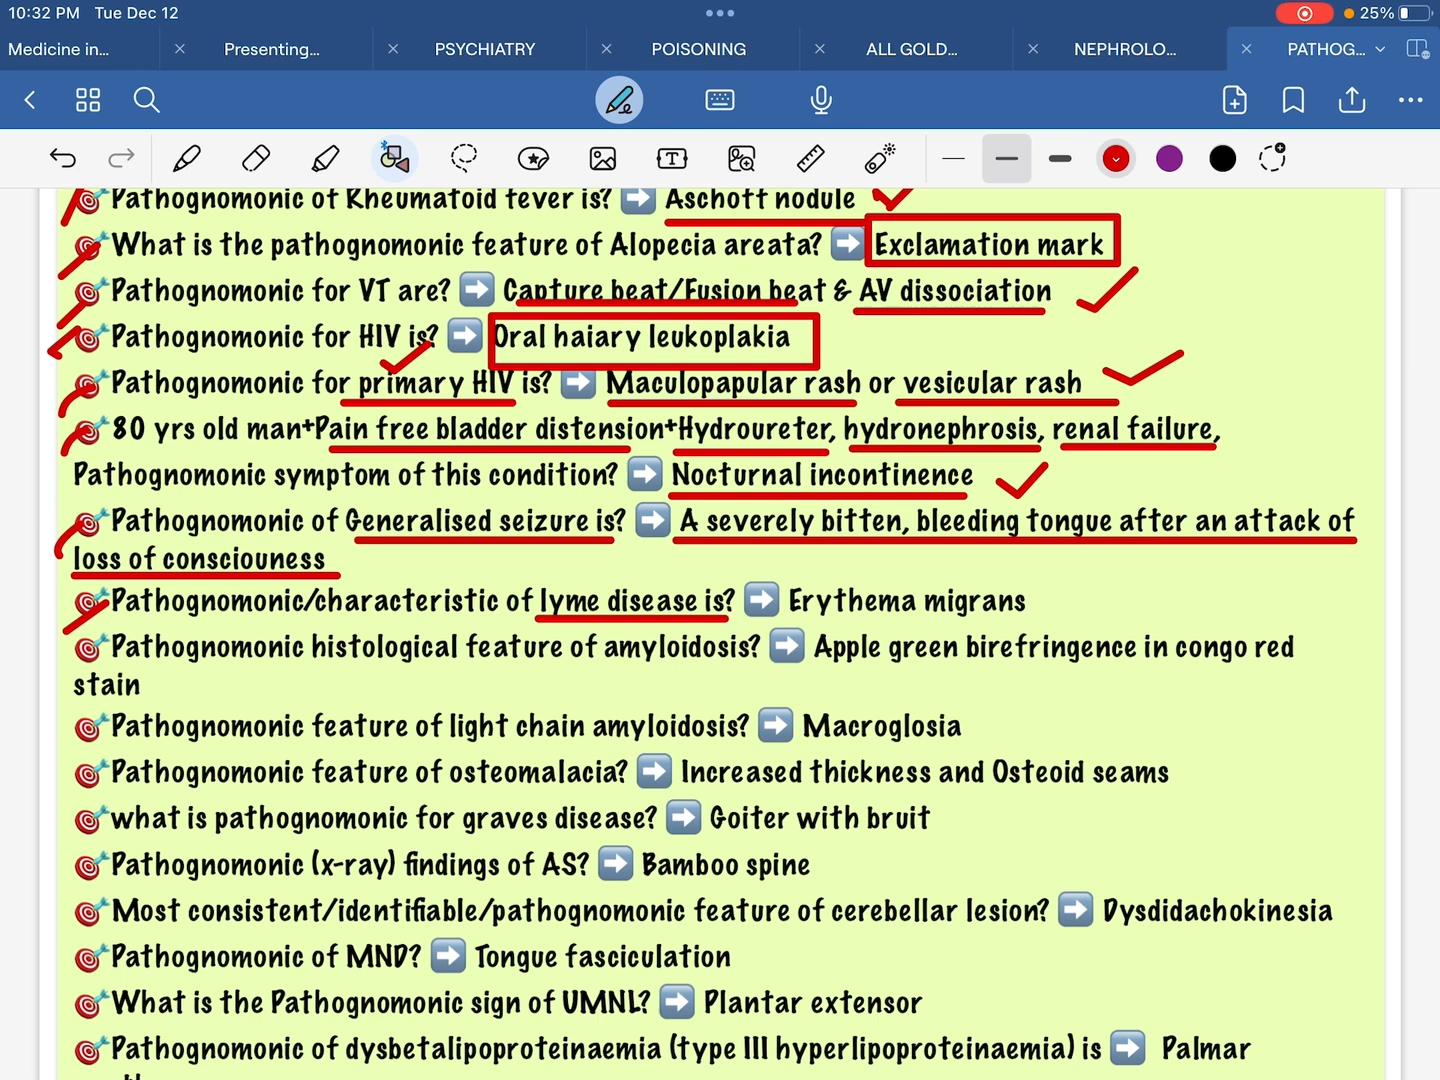 10:32 PM Tue Dec 12
25%
Medicine in...
Presenting...
PSYCHIATRY
POISONING
ALL GOLD...
NEPHROLO...
PATHOG...
Pathognomonic of Rheumatoid fever is? Aschoff nodule
What is the pathognomonic feature of Alopecia areata? Exclamation mark
Pathognomonic for VT are? Capture beat/Fusion beat & AV dissociation
Pathognomonic for HIV is? Oral haiary leukoplakia
Pathognomonic for primary HIV is? Maculopapular rash or vesicular rash
80 yrs old man+Pain free bladder distension+Hydroureter, hydronephrosis, renal failure,
Pathognomonic symptom of this condition? Nocturnal incontinence
Pathognomonic of Generalised seizure is? A severely bitten, bleeding tongue after an attack of
loss of consciouness
Pathognomonic/characteristic of lyme disease is? Erythema migrans
Pathognomonic histological feature of amyloidosis? Apple green birefringence in congo red
stain
Pathognomonic feature of light chain amyloidosis? Macroglosia
Pathognomonic feature of osteomalacia? Increased thickness and Osteoid seams
what is pathognomonic for graves disease? Goiter with bruit
Pathognomonic (x-ray) findings of AS? Bamboo spine
Most consistent/identifiable/pathognomonic feature of cerebellar lesion? Dysdidachokinesia
Pathognomonic of MND? Tongue fasciculation
What is the Pathognomonic sign of UMNL? Plantar extensor
Pathognomonic of dysbetalipoproteinaemia (type III hyperlipoproteinaemia) is Palmar